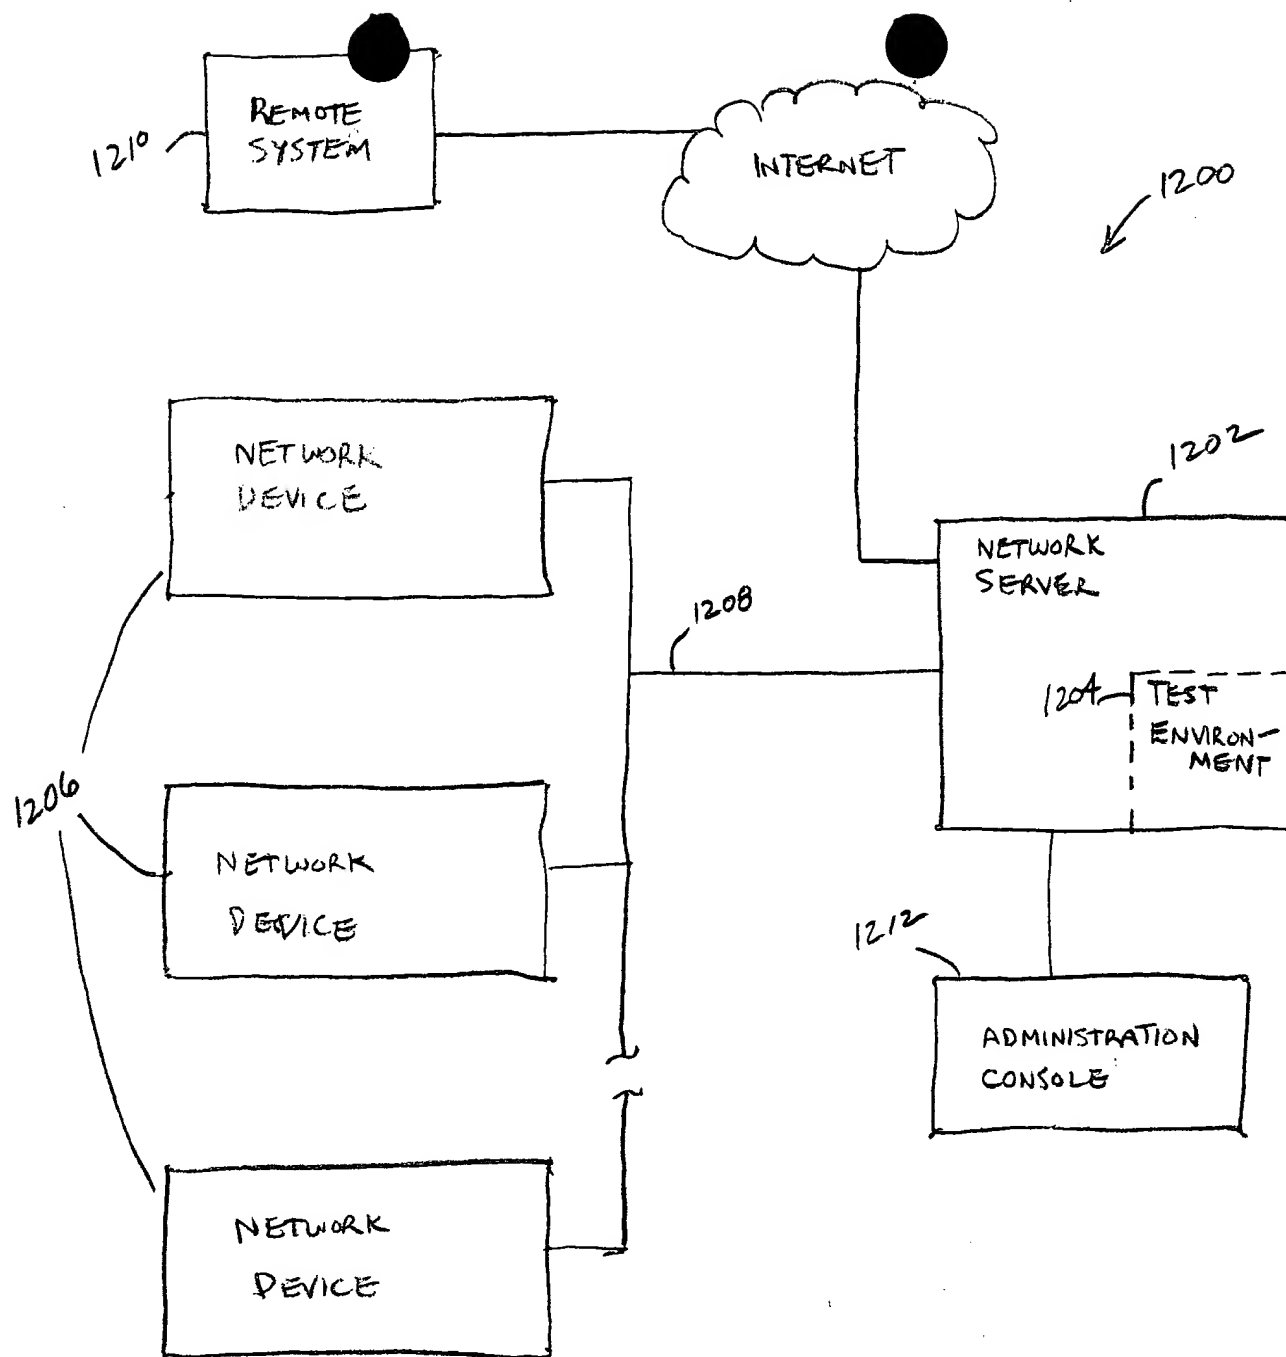 REMOTE
SYSTEM
1210
INTERNET
1200
NETWORK
DEVICE
1202
NETWORK
SERVER
1208
1204
TEST
ENVIRON-
MENT
1206
NETWORK
DEVICE
1212
ADMINISTRATION
CONSOLE
NETWORK
DEVICE